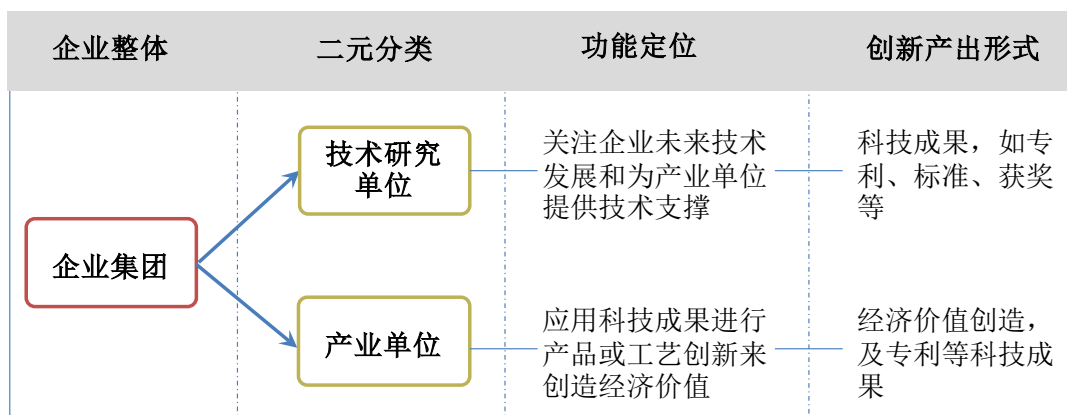 企业整体
二元分类
功能定位
创新产出形式
技术研究
单位
关注企业未来技术
发展和为产业单位
提供技术支撑
科技成果，如专
利、标准、获奖
等
企业集团
产业单位
应用科技成果进行
产品或工艺创新来
创造经济价值
经济价值创造，
及专利等科技成
果